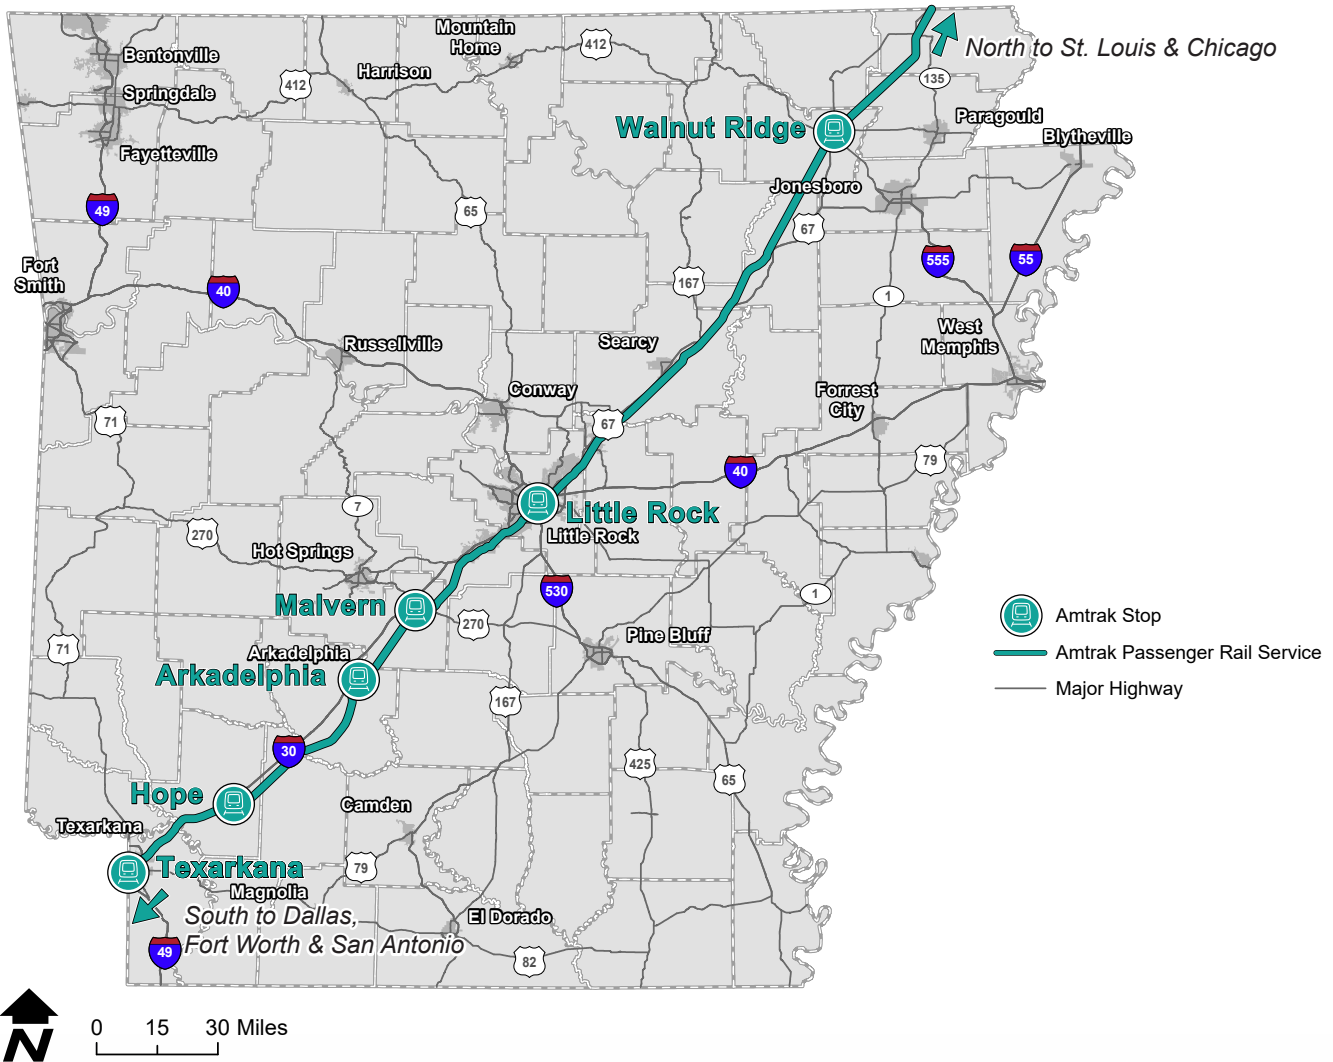 Mountain
Home
412
North to St. Louis & Chicago
Bentonville
Harrison
412
135
Springdale
Paragould
Walnut Ridge
Blytheville
Fayetteville
Jonesboro
49
65
67
Fort
Smith
555
55
40
167
1
West
Memphis
Russellville
Searcy
Conway
Forrest
City
71
67
79
40
7
Little Rock
270
Little Rock
Hot Springs
530
1
Malvern
270
Pine Bluff
71
Arkadelphia
Arkadelphia
167
30
425
65
Hope
Camden
Texarkana
79
Texarkana
Magnolia
South to Dallas,
Fort Worth & San Antonio
El Dorado
49
82
Amtrak Stop
Amtrak Passenger Rail Service
Major Highway
N
0 15 30 Miles